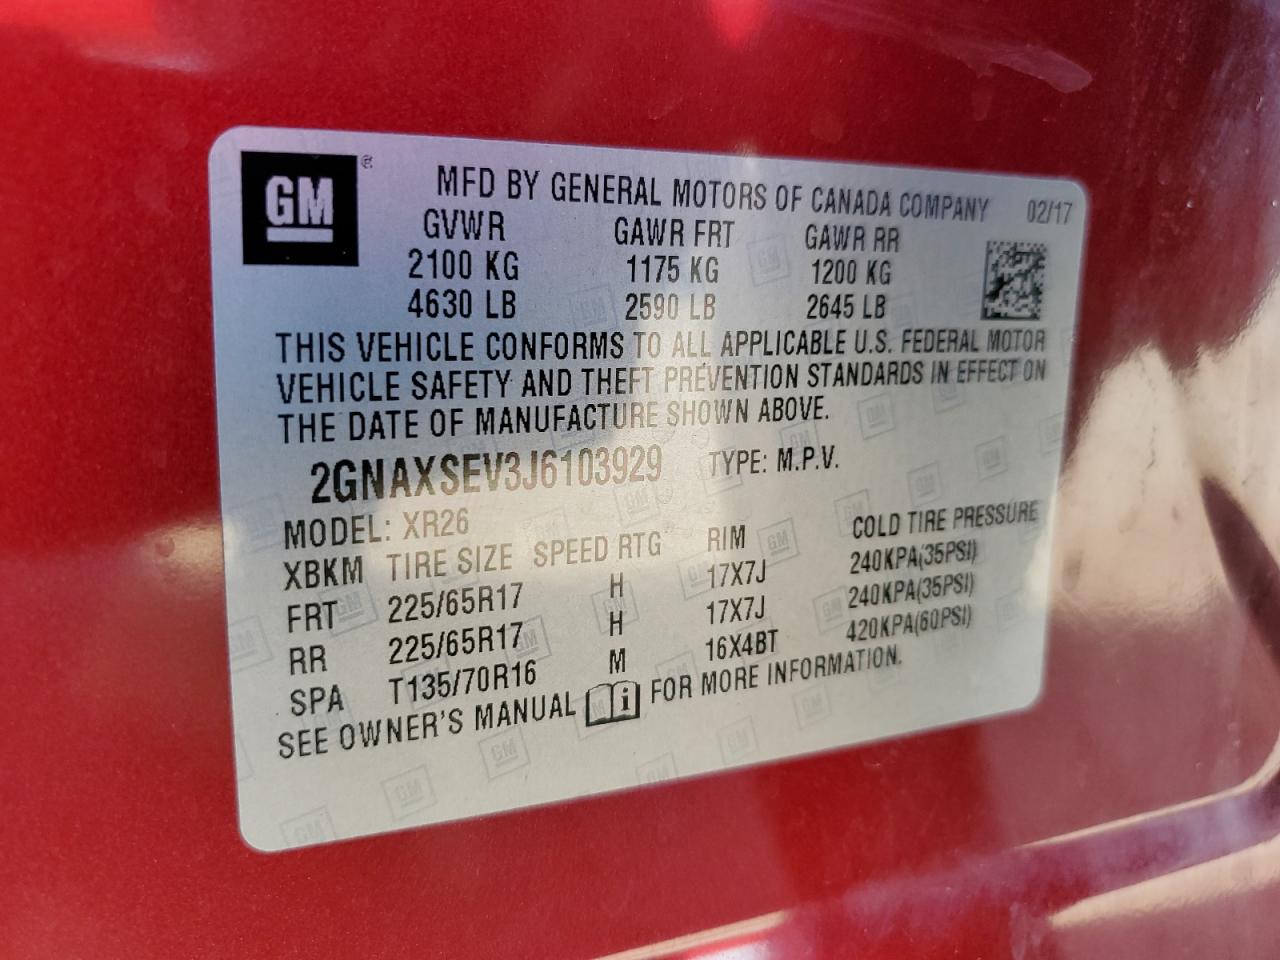 GM ®
MFD BY GENERAL MOTORS OF CANADA COMPANY 02/17
GVWR GAWR FRT GAWR RR
2100 KG 1175 KG 1200 KG
4630 LB 2590 LB 2645 LB
THIS VEHICLE CONFORMS TO ALL APPLICABLE U.S. FEDERAL MOTOR
VEHICLE SAFETY AND THEFT PREVENTION STANDARDS IN EFFECT ON
THE DATE OF MANUFACTURE SHOWN ABOVE.
2GNAXSEV3J6103929 TYPE: M.P.V.
MODEL: XR26
XBKM TIRE SIZE SPEED RTG RIM COLD TIRE PRESSURE
FRT 225/65R17 H 17X7J 240KPA(35PSI)
RR 225/65R17 H 17X7J 240KPA(35PSI)
SPA T135/70R16 M 16X4BT 420KPA(60PSI)
SEE OWNER'S MANUAL i FOR MORE INFORMATION.